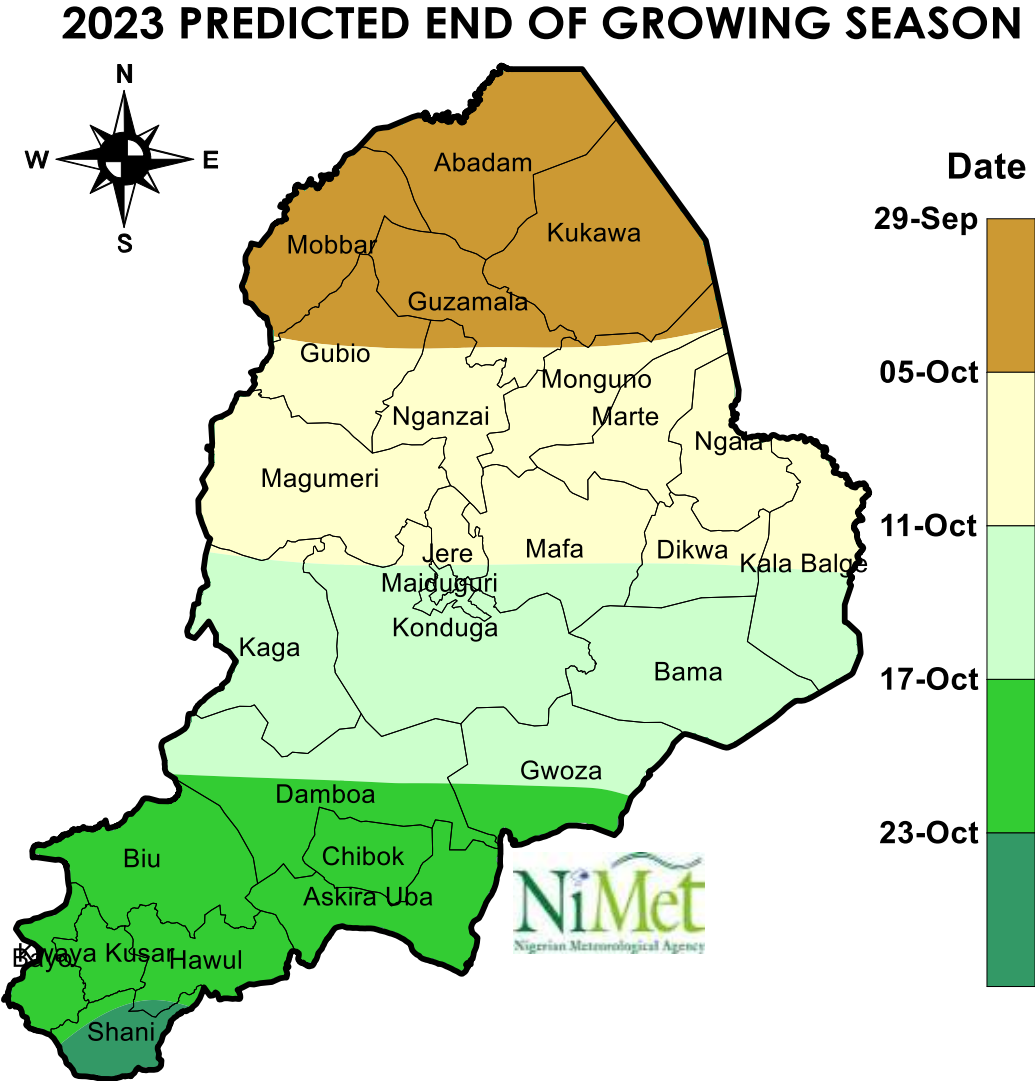 2023 PREDICTED END OF GROWING SEASON
N
W
E
S
Date
29-Sep
05-Oct
11-Oct
17-Oct
23-Oct
Abadam
Kukawa
Mobbar
Guzamala
Gubio
Monguno
Nganzai
Marte
Ngala
Magumeri
Jere
Mafa
Dikwa
Kala Balge
Maiduguri
Konduga
Kaga
Bama
Gwoza
Damboa
Biu
Chibok
Askira Uba
Kwaya Kusar
Bayo
Hawul
Shani
NiMet
Nigerian Meteorological Agency